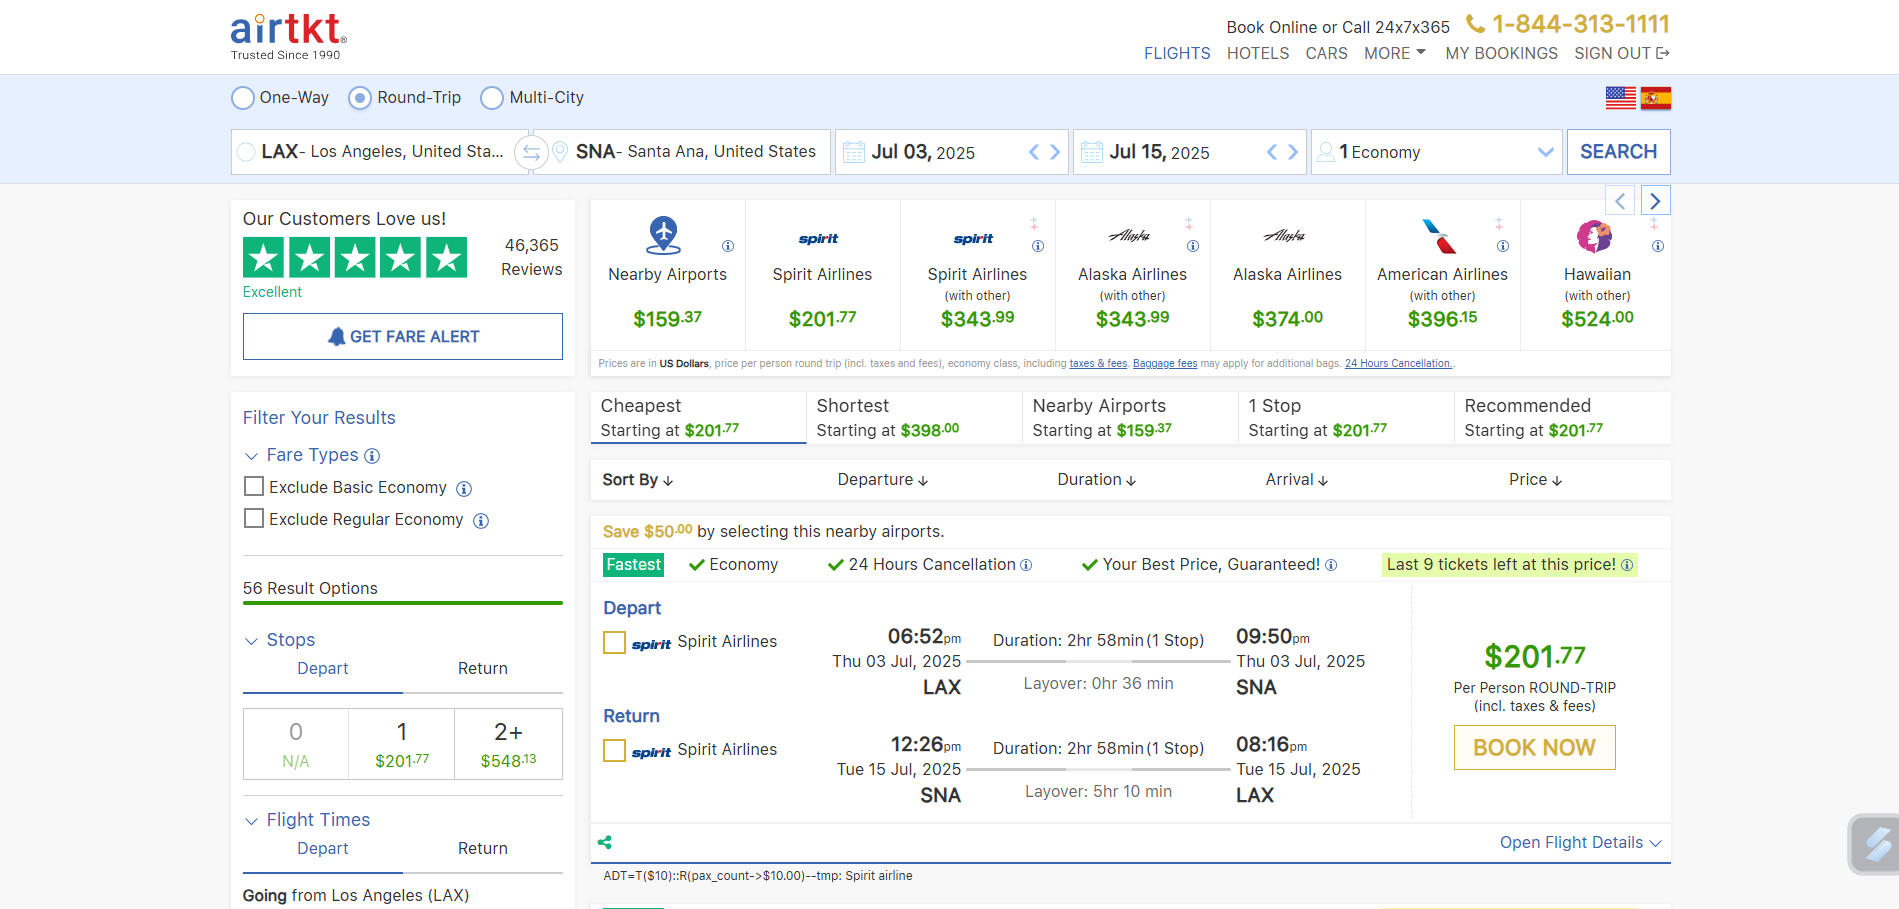 airtkt®
Trusted Since 1990
Book Online or Call 24x7x365 1-844-313-1111
FLIGHTS HOTELS CARS MORE MY BOOKINGS SIGN OUT
One-Way Round-Trip Multi-City
LAX- Los Angeles, United Sta... SNA- Santa Ana, United States Jul 03, 2025 Jul 15, 2025 1 Economy SEARCH
Our Customers Love us!
46,365
Reviews
Excellent
GET FARE ALERT
Nearby Airports
$159.37
spirit
Spirit Airlines
$201.77
spirit
Spirit Airlines
(with other)
$343.99
Alaska
Alaska Airlines
(with other)
$343.99
Alaska
Alaska Airlines
$374.00
American Airlines
(with other)
$396.15
Hawaiian
(with other)
$524.00
Prices are in US Dollars, price per person round trip (incl. taxes and fees), economy class, including taxes & fees. Baggage fees may apply for additional bags. 24 Hours Cancellation..
Cheapest
Starting at $201.77
Shortest
Starting at $398.00
Nearby Airports
Starting at $159.37
1 Stop
Starting at $201.77
Recommended
Starting at $201.77
Filter Your Results
Fare Types
Exclude Basic Economy
Exclude Regular Economy
56 Result Options
Stops
Depart Return
0 1 2+
N/A $201.77 $548.13
Flight Times
Depart Return
Going from Los Angeles (LAX)
Sort By Departure Duration Arrival Price
Save $50.00 by selecting this nearby airports.
Fastest Economy 24 Hours Cancellation Your Best Price, Guaranteed! Last 9 tickets left at this price!
Depart
spirit Spirit Airlines
06:52pm Duration: 2hr 58min (1 Stop) 09:50pm
Thu 03 Jul, 2025 Thu 03 Jul, 2025
LAX Layover: 0hr 36 min SNA
Return
spirit Spirit Airlines
12:26pm Duration: 2hr 58min (1 Stop) 08:16pm
Tue 15 Jul, 2025 Tue 15 Jul, 2025
SNA Layover: 5hr 10 min LAX
$201.77
Per Person ROUND-TRIP
(incl. taxes & fees)
BOOK NOW
Open Flight Details
ADT=T($10)::R(pax_count->$10.00)--tmp: Spirit airline